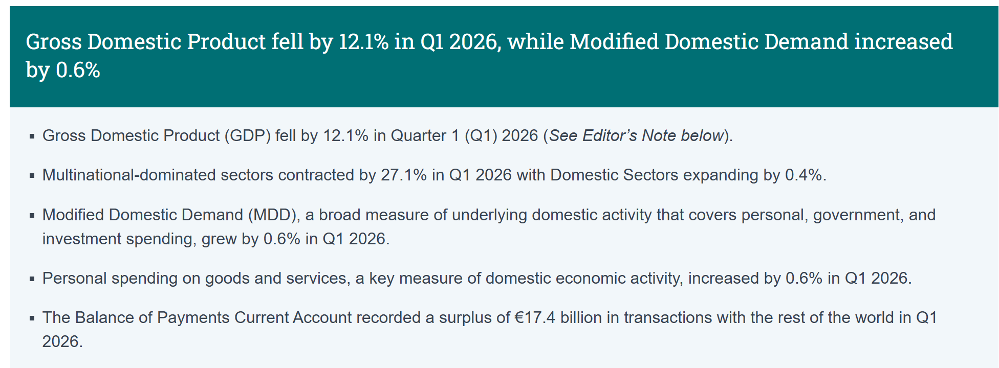 Gross Domestic Product fell by 12.1% in Q1 2026, while Modified Domestic Demand increased
by 0.6%
▪ Gross Domestic Product (GDP) fell by 12.1% in Quarter 1 (Q1) 2026 (See Editor’s Note below).
▪ Multinational-dominated sectors contracted by 27.1% in Q1 2026 with Domestic Sectors expanding by 0.4%.
▪ Modified Domestic Demand (MDD), a broad measure of underlying domestic activity that covers personal, government, and
investment spending, grew by 0.6% in Q1 2026.
▪ Personal spending on goods and services, a key measure of domestic economic activity, increased by 0.6% in Q1 2026.
▪ The Balance of Payments Current Account recorded a surplus of €17.4 billion in transactions with the rest of the world in Q1
2026.